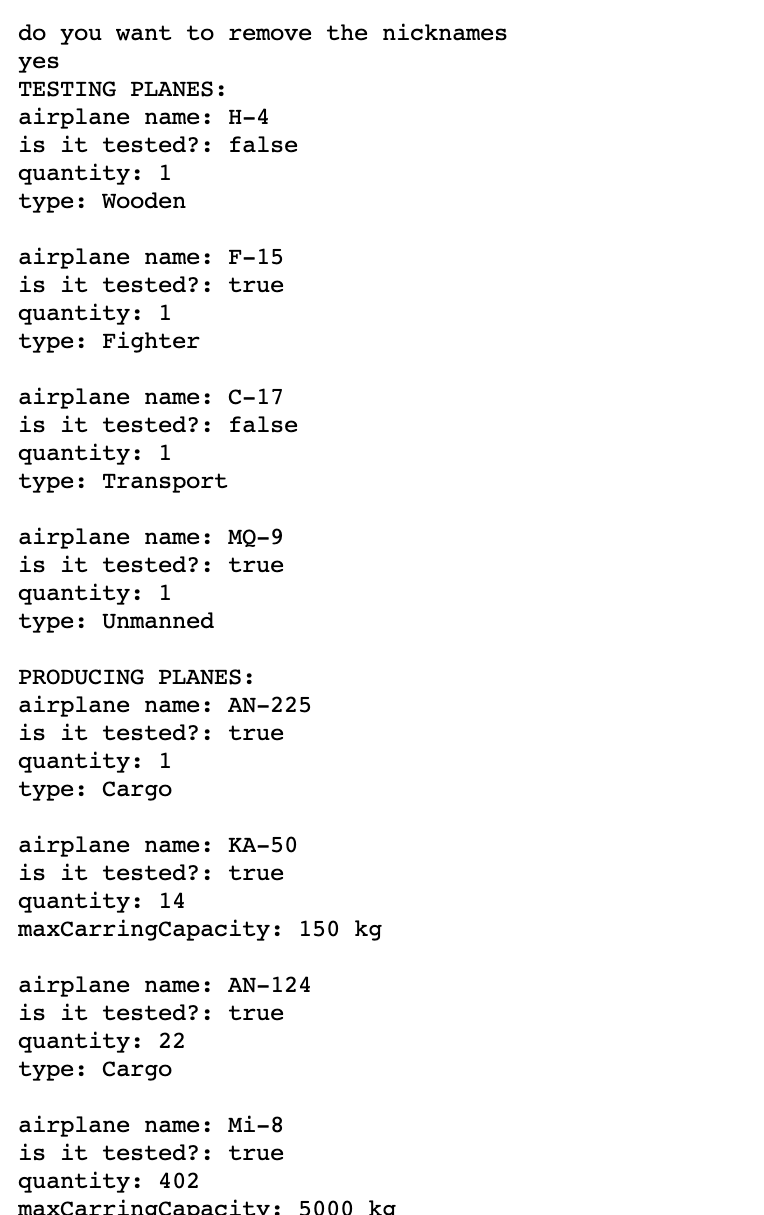 do you want to remove the nicknames
yes
TESTING PLANES:
airplane name: H-4
is it tested?: false
quantity: 1
type: Wooden
airplane name: F-15
is it tested?: true
quantity: 1
type: Fighter
airplane name: C-17
is it tested?: false
quantity: 1
type: Transport
airplane name: MQ-9
is it tested?: true
quantity: 1
type: Unmanned
PRODUCING PLANES:
airplane name: AN-225
is it tested?: true
quantity: 1
type: Cargo
airplane name: KA-50
is it tested?: true
quantity: 14
maxCarringCapacity: 150 kg
airplane name: AN-124
is it tested?: true
quantity: 22
type: Cargo
airplane name: Mi-8
is it tested?: true
quantity: 402
maxCarringCapacity: 5000 kg